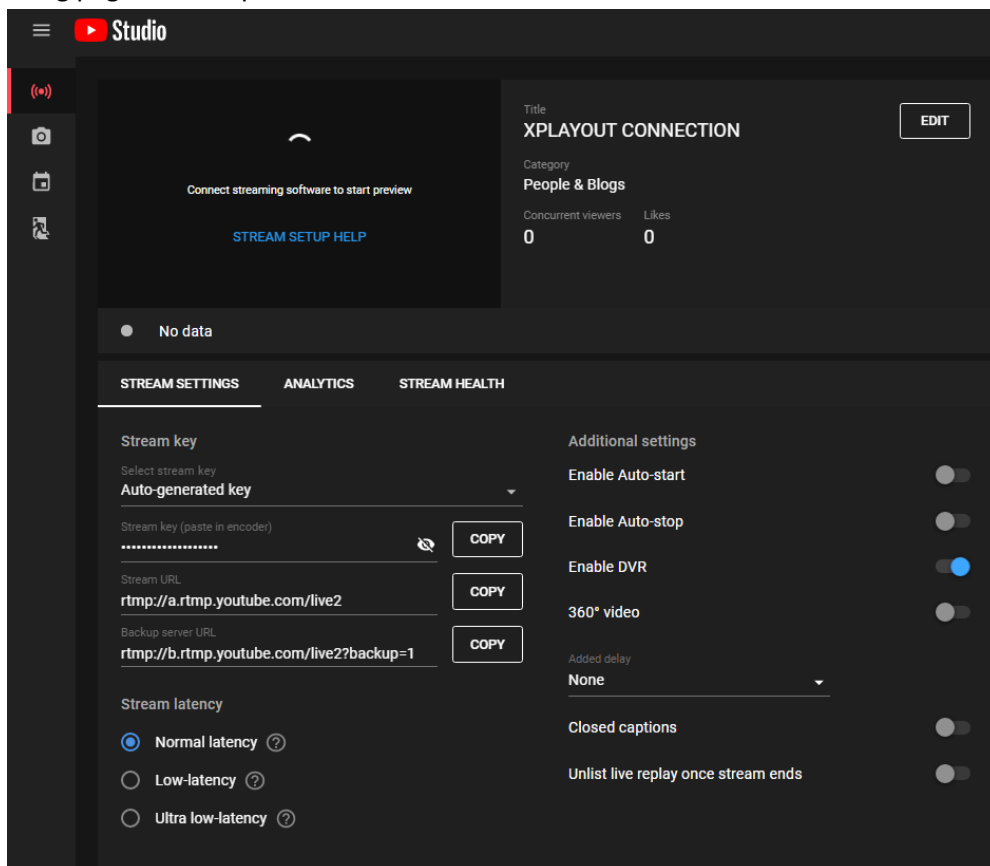 Studio
Title
XPLAYOUT CONNECTION
EDIT
Category
People & Blogs
Concurrent viewers Likes
0 0
Connect streaming software to start preview
STREAM SETUP HELP
No data
STREAM SETTINGS ANALYTICS STREAM HEALTH
Stream key
Select stream key
Auto-generated key
Stream key (paste in encoder)
•••••••••••••••••••
COPY
Stream URL
rtmp://a.rtmp.youtube.com/live2
COPY
Backup server URL
rtmp://b.rtmp.youtube.com/live2?backup=1
COPY
Stream latency
Normal latency
Low-latency
Ultra low-latency
Additional settings
Enable Auto-start
Enable Auto-stop
Enable DVR
360° video
Added delay
None
Closed captions
Unlist live replay once stream ends